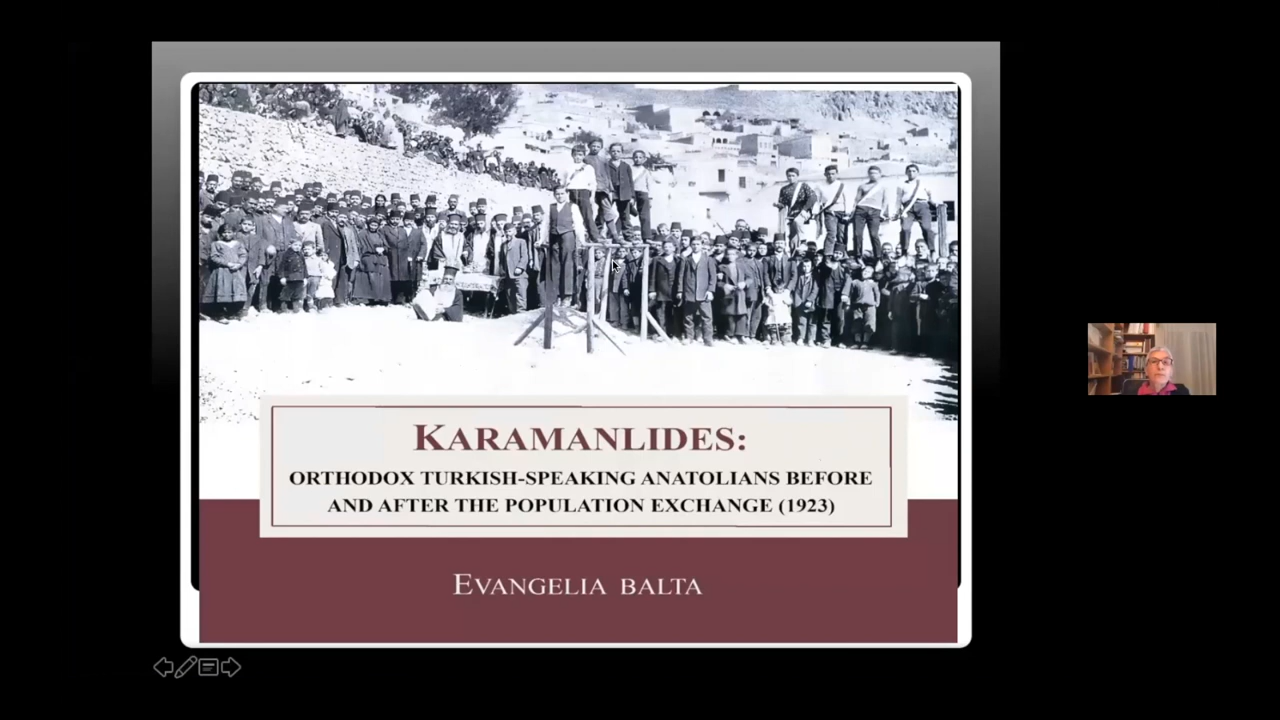 KARAMANLIDES:
ORTHODOX TURKISH-SPEAKING ANATOLIANS BEFORE
AND AFTER THE POPULATION EXCHANGE (1923)
EVANGELIA BALTA